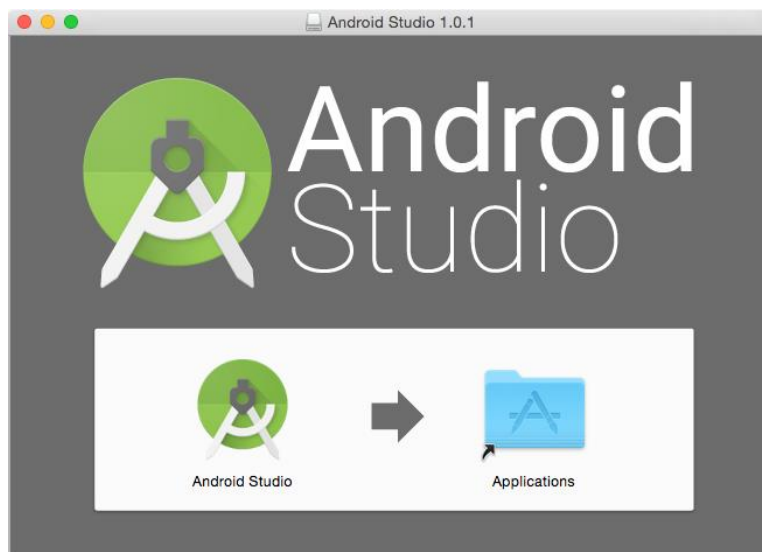 Android Studio 1.0.1
Android
Studio
Android Studio
Applications